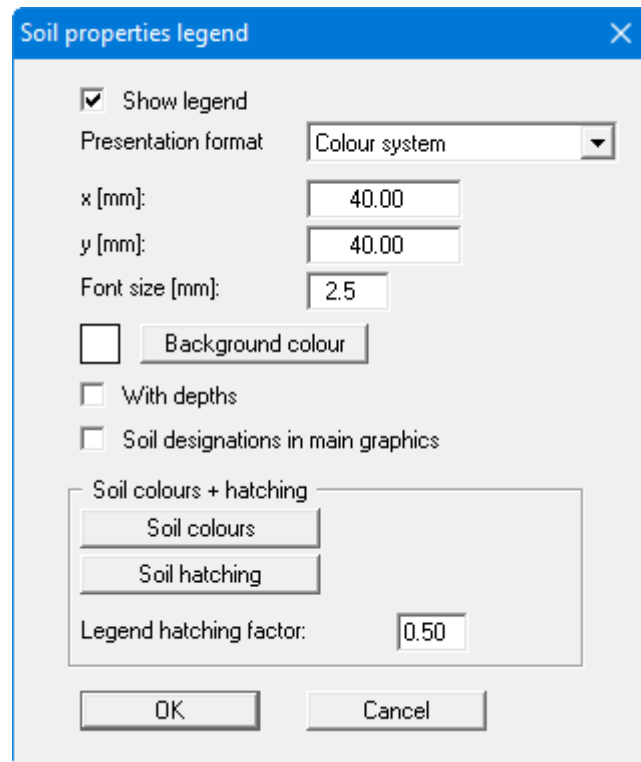 Soil properties legend
Show legend
Presentation format Colour system
x [mm]: 40.00
y [mm]: 40.00
Font size [mm]: 2.5
Background colour
With depths
Soil designations in main graphics
Soil colours + hatching
Soil colours
Soil hatching
Legend hatching factor: 0.50
OK Cancel